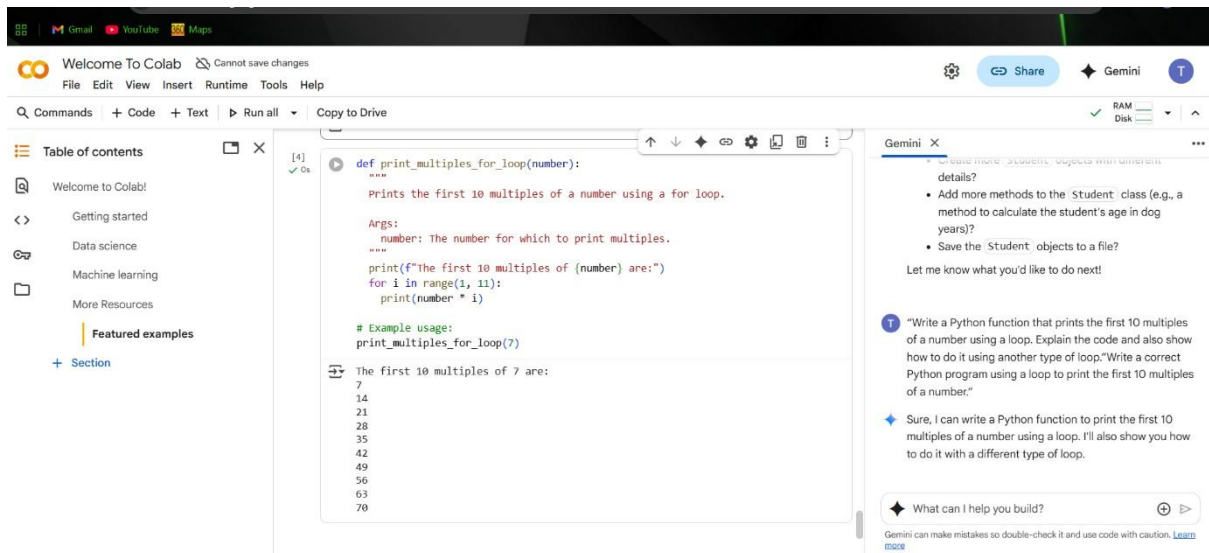 Gmail YouTube Maps
Welcome To Colab Cannot save changes
File Edit View Insert Runtime Tools Help
Share Gemini T
Commands + Code + Text Run all Copy to Drive
RAM
Disk
Table of contents
Welcome to Colab!
Getting started
Data science
Machine learning
More Resources
Featured examples
+ Section
[4]
0s
def print_multiples_for_loop(number):
"""
Prints the first 10 multiples of a number using a for loop.
Args:
number: The number for which to print multiples.
"""
print(f"The first 10 multiples of {number} are:")
for i in range(1, 11):
print(number * i)
# Example usage:
print_multiples_for_loop(7)
The first 10 multiples of 7 are:
7
14
21
28
35
42
49
56
63
70
Gemini
Create more Student objects with different
details?
• Add more methods to the Student class (e.g., a
method to calculate the student's age in dog
years)?
• Save the Student objects to a file?
Let me know what you'd like to do next!
T
"Write a Python function that prints the first 10 multiples
of a number using a loop. Explain the code and also show
how to do it using another type of loop."Write a correct
Python program using a loop to print the first 10 multiples
of a number."
Sure, I can write a Python function to print the first 10
multiples of a number using a loop. I'll also show you how
to do it with a different type of loop.
What can I help you build?
Gemini can make mistakes so double-check it and use code with caution. Learn
more